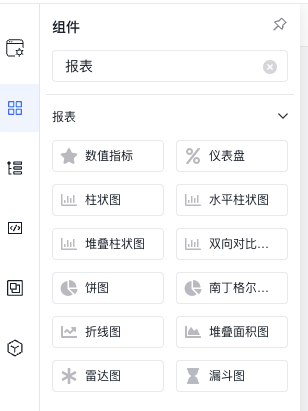 组件
报表
报表
数值指标
仪表盘
柱状图
水平柱状图
堆叠柱状图
双向对比...
饼图
南丁格尔...
折线图
堆叠面积图
雷达图
漏斗图